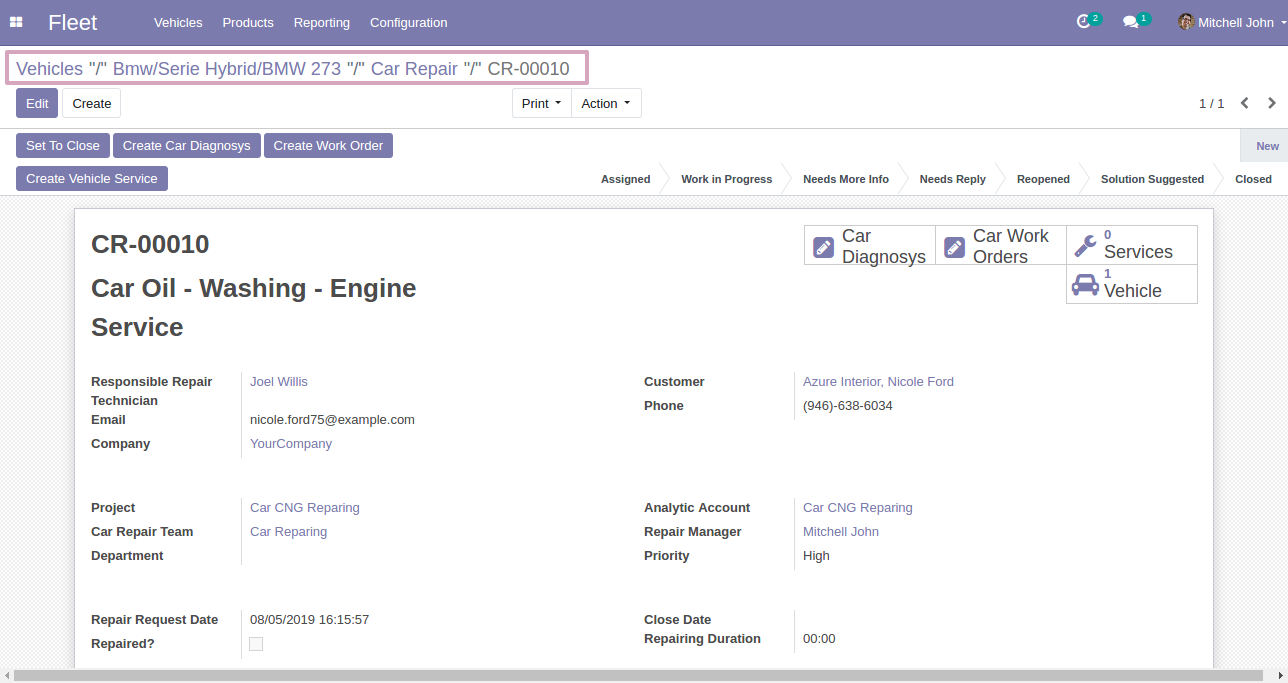 Fleet Vehicles Products Reporting Configuration 2 1 Mitchell John
Vehicles "/" Bmw/Serie Hybrid/BMW 273 "/" Car Repair "/" CR-00010
Edit Create Print Action 1 / 1
Set To Close Create Car Diagnosys Create Work Order New
Create Vehicle Service Assigned Work in Progress Needs More Info Needs Reply Reopened Solution Suggested Closed
CR-00010
Car Diagnosys
Car Work Orders
0 Services
1 Vehicle
Car Oil - Washing - Engine
Service
Responsible Repair Technician Joel Willis
Email nicole.ford75@example.com
Company YourCompany
Customer Azure Interior, Nicole Ford
Phone (946)-638-6034
Project Car CNG Reparing
Car Repair Team Car Reparing
Department
Analytic Account Car CNG Reparing
Repair Manager Mitchell John
Priority High
Repair Request Date 08/05/2019 16:15:57
Repaired?
Close Date
Repairing Duration 00:00